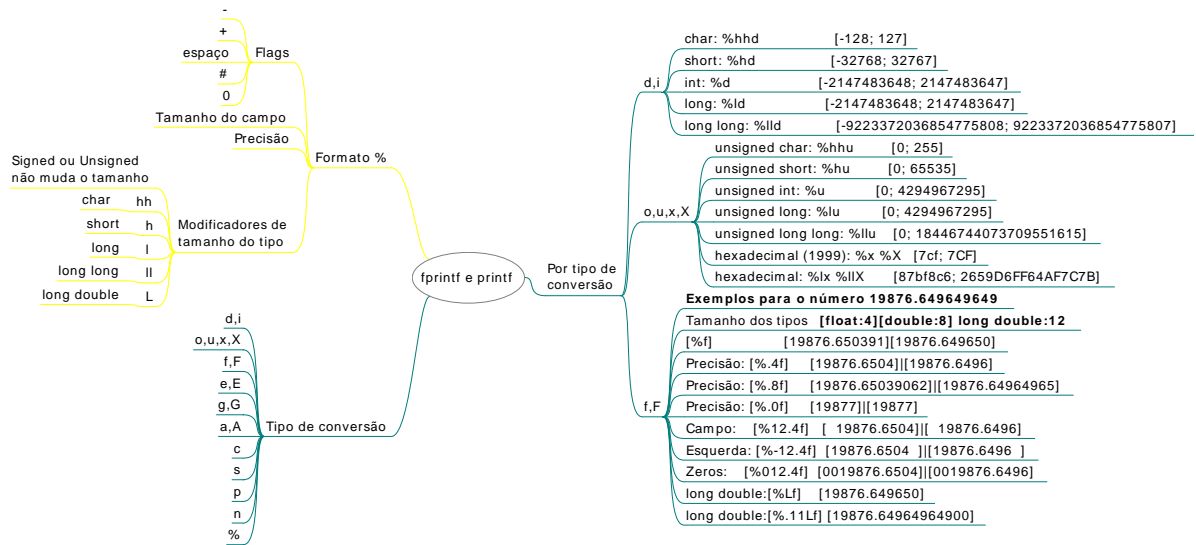 fprintf e printf
Formato %
Flags
-
+
espaço
#
0
Tamanho do campo
Precisão
Modificadores de
tamanho do tipo
Signed ou Unsigned
não muda o tamanho
char hh
short h
long l
long long ll
long double L
Tipo de conversão
d,i
o,u,x,X
f,F
e,E
g,G
a,A
c
s
p
n
%
Por tipo de
conversão
d,i
char: %hhd [-128; 127]
short: %hd [-32768; 32767]
int: %d [-2147483648; 2147483647]
long: %ld [-2147483648; 2147483647]
long long: %lld [-9223372036854775808; 9223372036854775807]
o,u,x,X
unsigned char: %hhu [0; 255]
unsigned short: %hu [0; 65535]
unsigned int: %u [0; 4294967295]
unsigned long: %lu [0; 4294967295]
unsigned long long: %llu [0; 18446744073709551615]
hexadecimal (1999): %x %X [7cf; 7CF]
hexadecimal: %lx %llX [87bf8c6; 2659D6FF64AF7C7B]
f,F
Exemplos para o número 19876.649649649
Tamanho dos tipos [float:4][double:8] long double:12
[%f] [19876.650391][19876.649650]
Precisão: [%.4f] [19876.6504]|[19876.6496]
Precisão: [%.8f] [19876.65039062]|[19876.64964965]
Precisão: [%.0f] [19877]|[19877]
Campo: [%12.4f] [  19876.6504]|[  19876.6496]
Esquerda: [%-12.4f] [19876.6504  ]|[19876.6496  ]
Zeros: [%012.4f] [0019876.6504]|[0019876.6496]
long double:[%Lf] [19876.649650]
long double:[%.11Lf] [19876.64964964900]